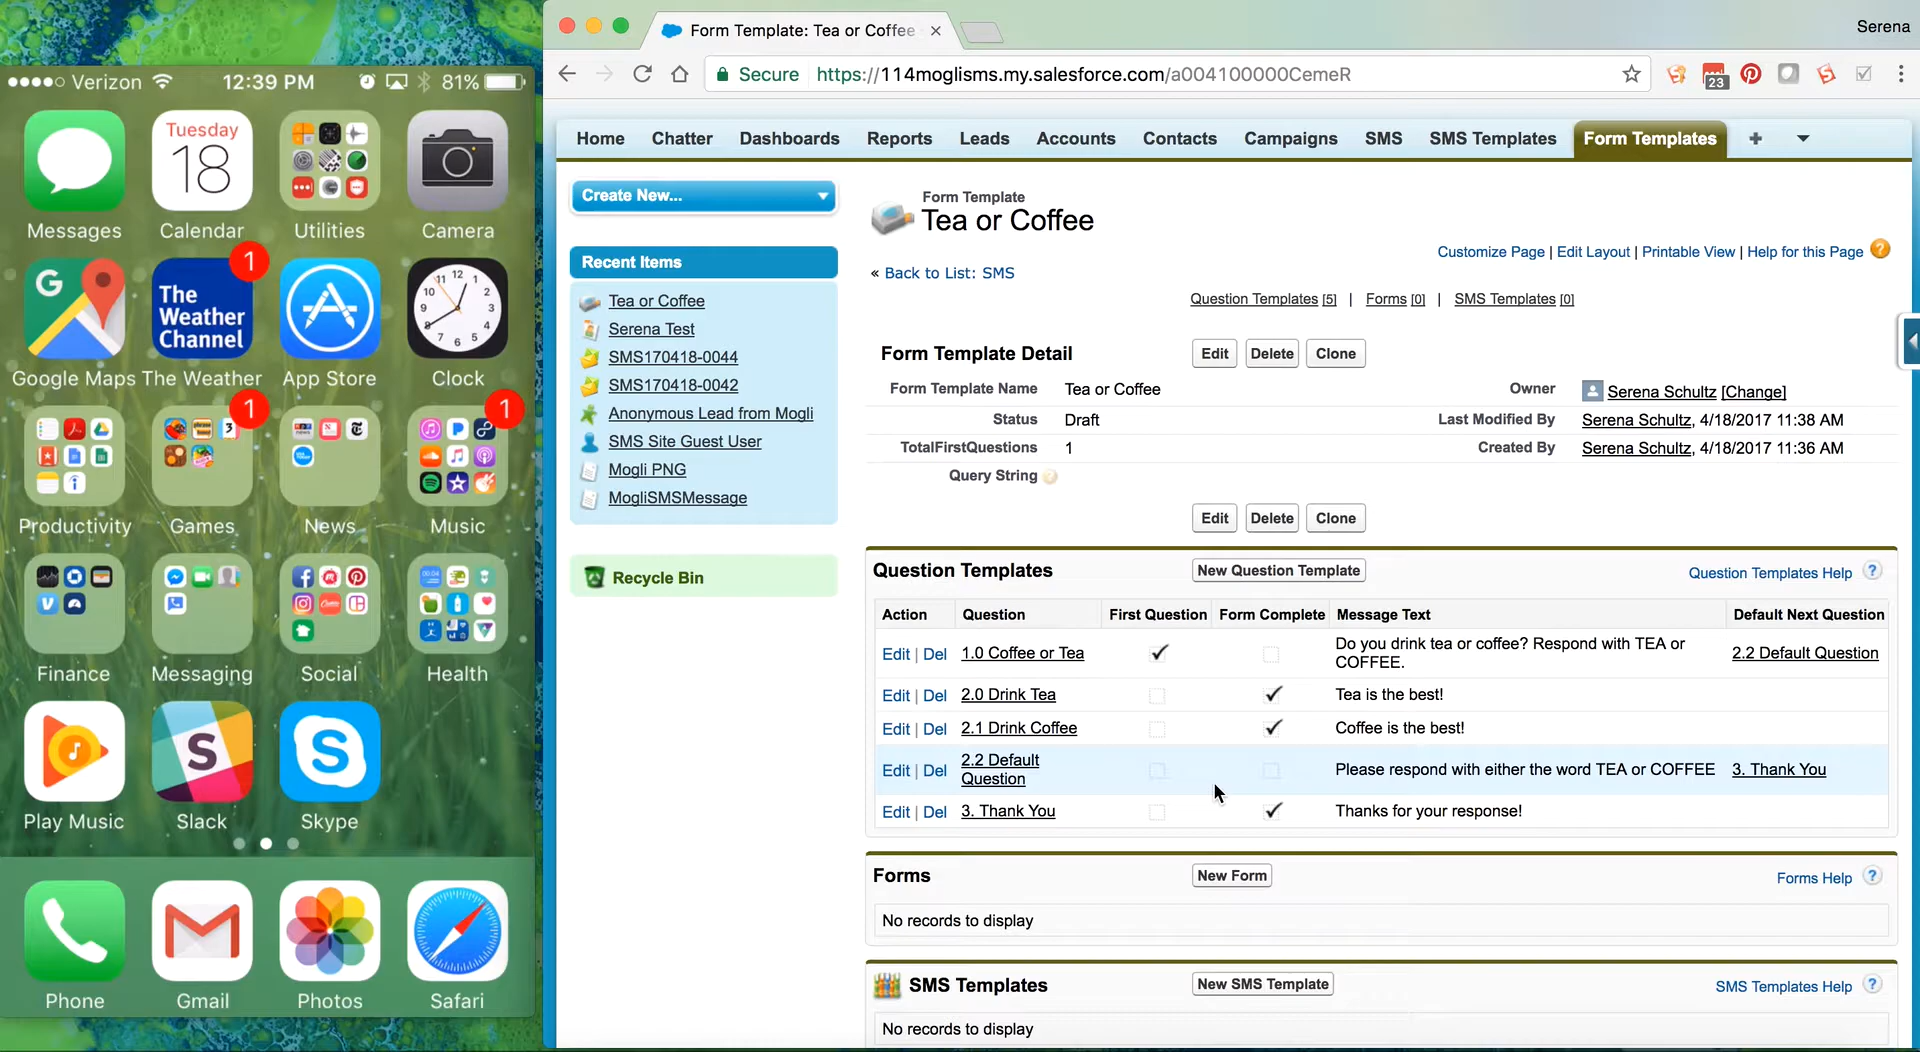 Verizon 12:39 PM 81%
Tuesday
18
Messages Calendar Utilities Camera
1
The
Weather
Channel
Google Maps The Weather App Store Clock
1
1
Productivity Games News Music
Finance Messaging Social Health
Play Music Slack Skype
Phone Gmail Photos Safari
Form Template: Tea or Coffee
Serena
Secure https://114moglisms.my.salesforce.com/a004100000CemeR
23
Home Chatter Dashboards Reports Leads Accounts Contacts Campaigns SMS SMS Templates Form Templates +
Create New...
Recent Items
Tea or Coffee
Serena Test
SMS170418-0044
SMS170418-0042
Anonymous Lead from Mogli
SMS Site Guest User
Mogli PNG
MogliSMSMessage
Recycle Bin
Form Template
Tea or Coffee
Customize Page | Edit Layout | Printable View | Help for this Page ?
« Back to List: SMS
Question Templates [5] | Forms [0] | SMS Templates [0]
Form Template Detail Edit Delete Clone
Form Template Name Tea or Coffee Owner Serena Schultz [Change]
Status Draft Last Modified By Serena Schultz, 4/18/2017 11:38 AM
TotalFirstQuestions 1 Created By Serena Schultz, 4/18/2017 11:36 AM
Query String
Edit Delete Clone
Question Templates New Question Template Question Templates Help ?
Action Question First Question Form Complete Message Text Default Next Question
Edit | Del 1.0 Coffee or Tea Do you drink tea or coffee? Respond with TEA or COFFEE. 2.2 Default Question
Edit | Del 2.0 Drink Tea Tea is the best!
Edit | Del 2.1 Drink Coffee Coffee is the best!
Edit | Del 2.2 Default Question Please respond with either the word TEA or COFFEE 3. Thank You
Edit | Del 3. Thank You Thanks for your response!
Forms New Form Forms Help ?
No records to display
SMS Templates New SMS Template SMS Templates Help ?
No records to display